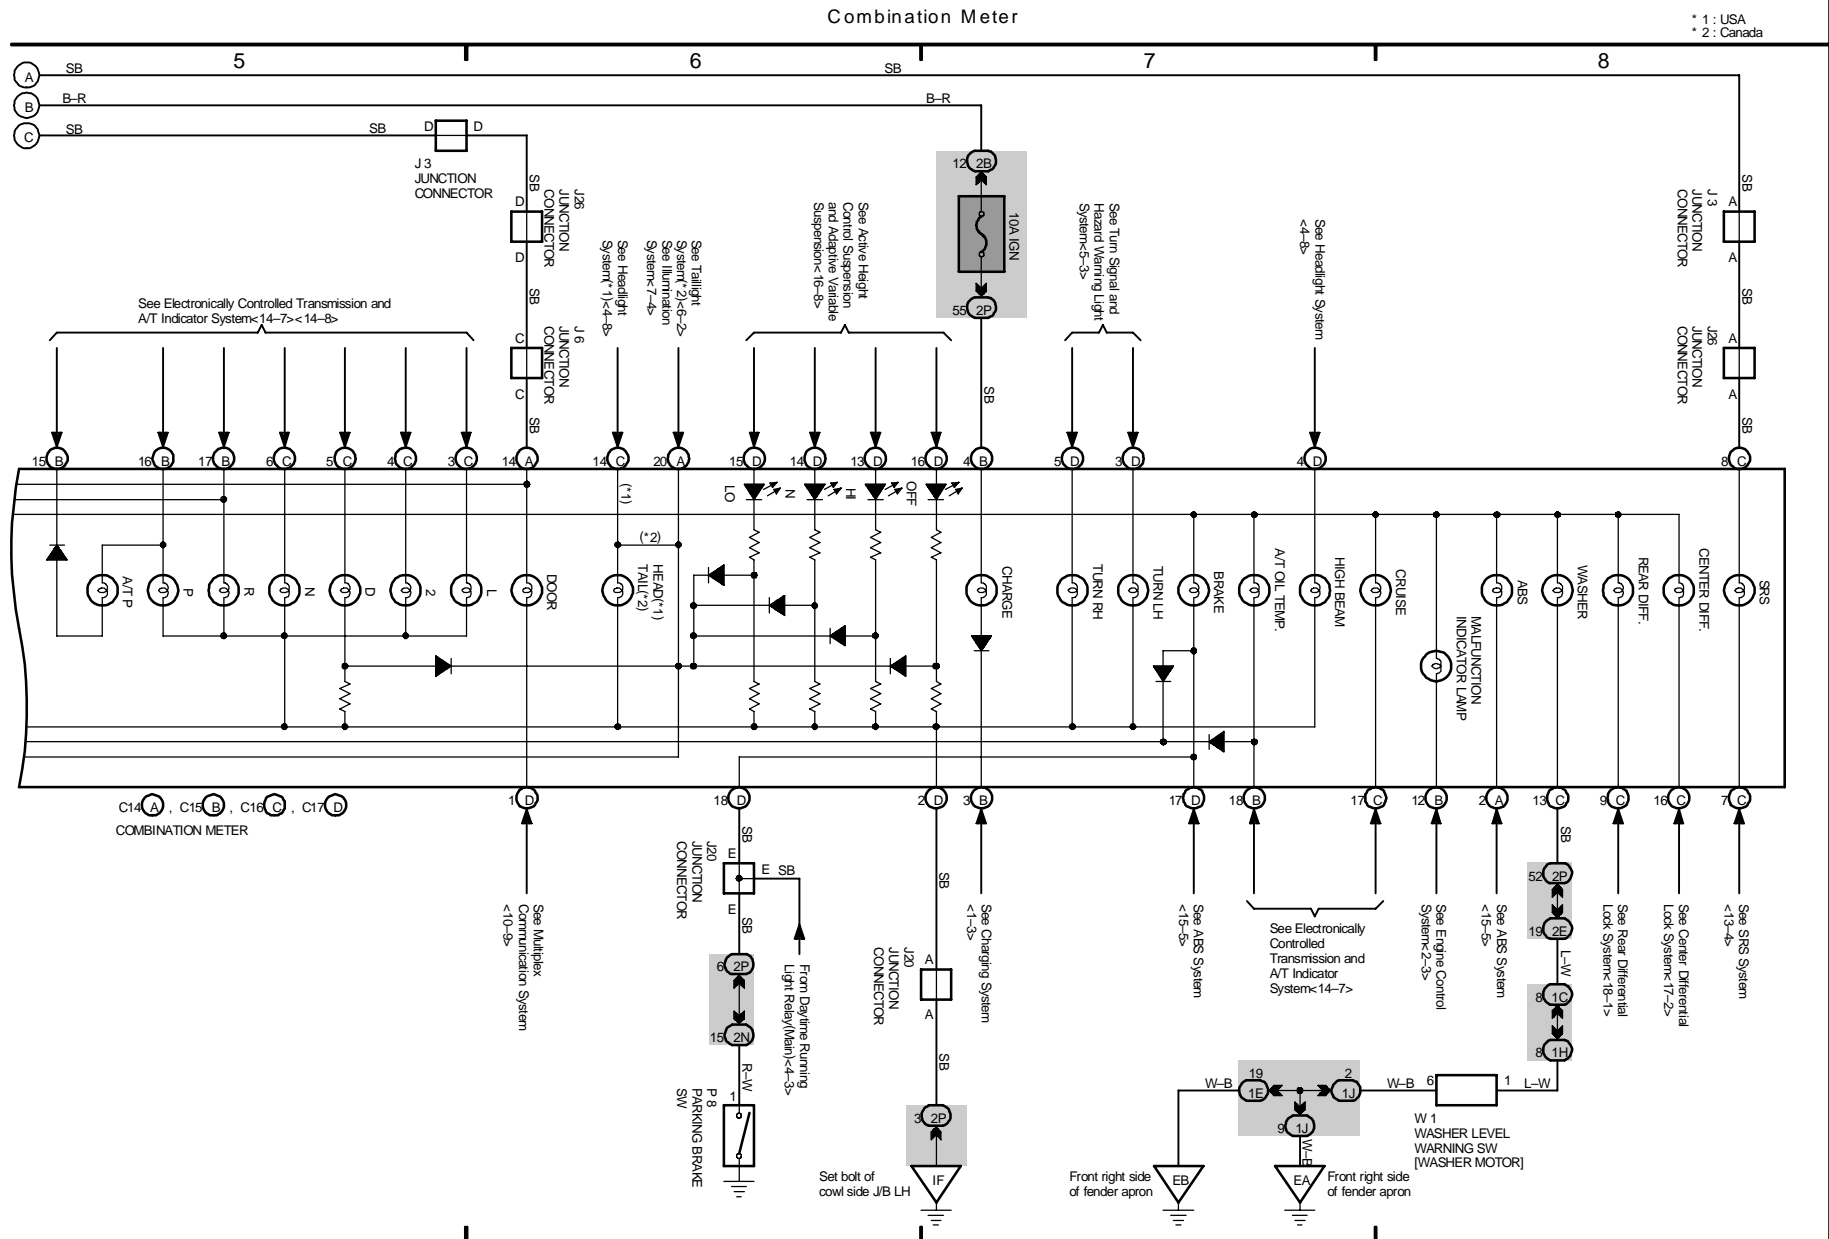 Combination Meter
* 1 : USA
* 2 : Canada
5
6
7
8
A
SB
SB
B
B–R
B–R
C
SB
SB
D
D
J 3
JUNCTION
CONNECTOR
SB
D
J26
JUNCTION
CONNECTOR
D
SB
C
J 6
JUNCTION
CONNECTOR
C
SB
12
2B
10A IGN
55
2P
SB
SB
A
J 3
JUNCTION
CONNECTOR
A
SB
A
J26
JUNCTION
CONNECTOR
A
SB
See Electronically Controlled Transmission and
A/T Indicator System<14–7><14–8>
See Headlight
System(*1)<4–8>
See Taillight
System(*2)<6–2>
See Illumination
System<7–4>
See Active Height
Control Suspension
and Adaptive Variable
Suspension<16–8>
See Turn Signal and
Hazard Warning Light
System<5–3>
See Headlight System
<4–8>
15 B
16 B
17 B
6 C
5 C
4 C
3 C
14 A
14 C
20 A
15 D
14 D
13 D
16 D
4 B
5 D
3 D
4 D
8 C
(*1)
(*2)
LO
N
HI
OFF
A/T P
P
R
N
D
2
L
DOOR
HEAD(*1)
TAIL(*2)
CHARGE
TURN RH
TURN LH
BRAKE
A/T OIL TEMP.
HIGH BEAM
CRUISE
MALFUNCTION
INDICATOR LAMP
ABS
WASHER
REAR DIFF.
CENTER DIFF.
SRS
C14 A , C15 B , C16 C , C17 D
COMBINATION METER
1 D
18 D
2 D
3 B
17 D
18 B
17 C
12 B
2 A
13 C
9 C
16 C
7 C
See Multiplex
Communication System
<10–9>
SB
E
J20
JUNCTION
CONNECTOR
E
SB
E
SB
From Daytime Running
Light Relay(Main)<4–3>
6
2P
15
2N
R–W
1
P 8
PARKING BRAKE
SW
SB
A
J20
JUNCTION
CONNECTOR
A
SB
3
2P
IF
Set bolt of
cowl side J/B LH
See Charging System
<1–3>
See ABS System
<15–5>
See Electronically
Controlled
Transmission and
A/T Indicator
System<14–7>
See Engine Control
System<2–3>
See ABS System
<15–5>
SB
52
2P
19
2E
L–W
8
1C
8
1H
See Rear Differential
Lock System<18–1>
See Center Differential
Lock System<17–2>
See SRS System
<13–4>
W–B
19
1E
2
1J
W–B
6
1
L–W
9
1J
W–B
W 1
WASHER LEVEL
WARNING SW
[WASHER MOTOR]
Front right side
of fender apron
EB
EA
Front right side
of fender apron